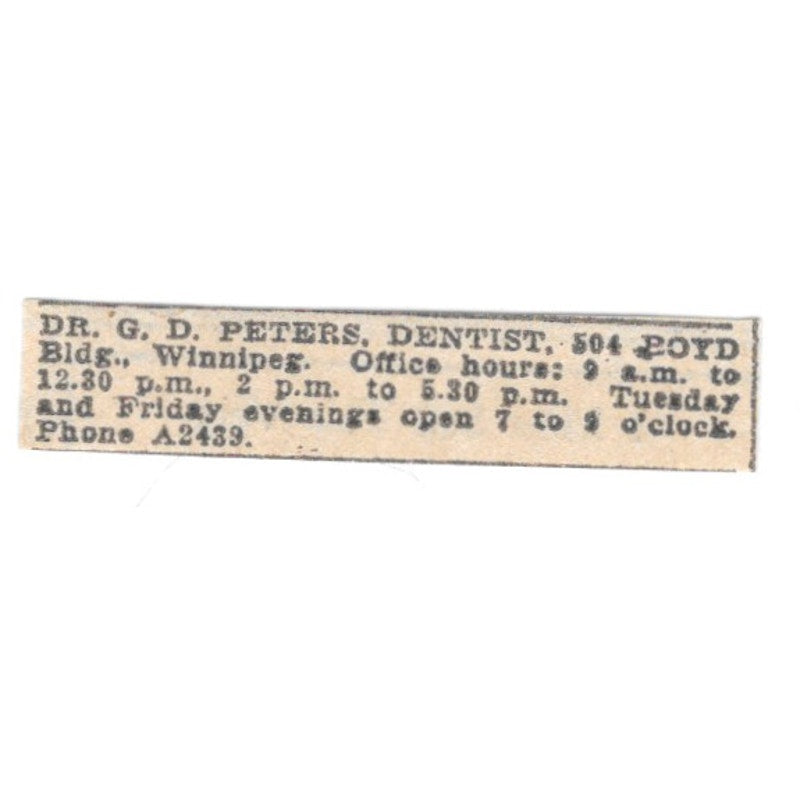 DR. G. D. PETERS, DENTIST, 504 BOYD
Bldg., Winnipeg. Office hours: 9 a.m. to
12.30 p.m., 2 p.m. to 5.30 p.m. Tuesday
and Friday evenings open 7 to 9 o'clock.
Phone A2439.